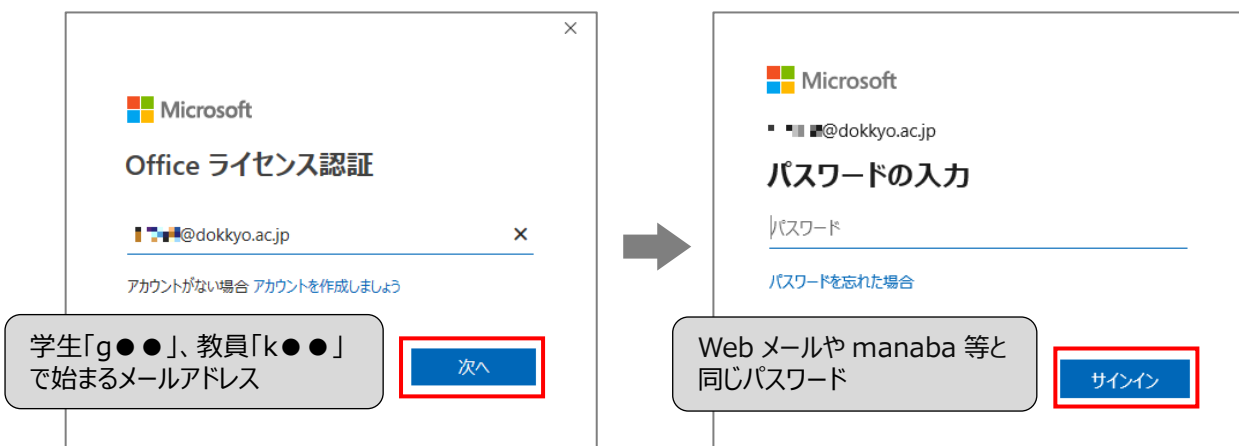 Microsoft
Office ライセンス認証
@dokkyo.ac.jp
アカウントがない場合 アカウントを作成しましょう
学生「g●●」、教員「k●●」
で始まるメールアドレス
次へ
Microsoft
@dokkyo.ac.jp
パスワードの入力
パスワード
パスワードを忘れた場合
Web メールや manaba 等と
同じパスワード
サインイン